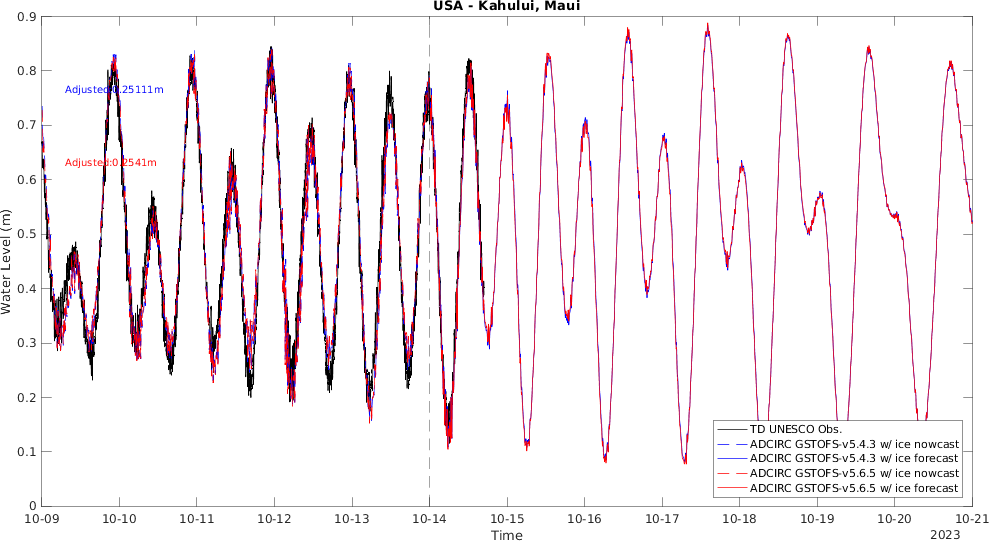 USA - Kahului, Maui
0.9
0.8
0.7
0.6
0.5
0.4
0.3
0.2
0.1
0
Water Level (m)
Adjusted:0.25111m
Adjusted:0.2541m
TD UNESCO Obs.
ADCIRC GSTOFS-v5.4.3 w/ ice nowcast
ADCIRC GSTOFS-v5.4.3 w/ ice forecast
ADCIRC GSTOFS-v5.6.5 w/ ice nowcast
ADCIRC GSTOFS-v5.6.5 w/ ice forecast
10-09 10-10 10-11 10-12 10-13 10-14 10-15 10-16 10-17 10-18 10-19 10-20 10-21
Time
2023